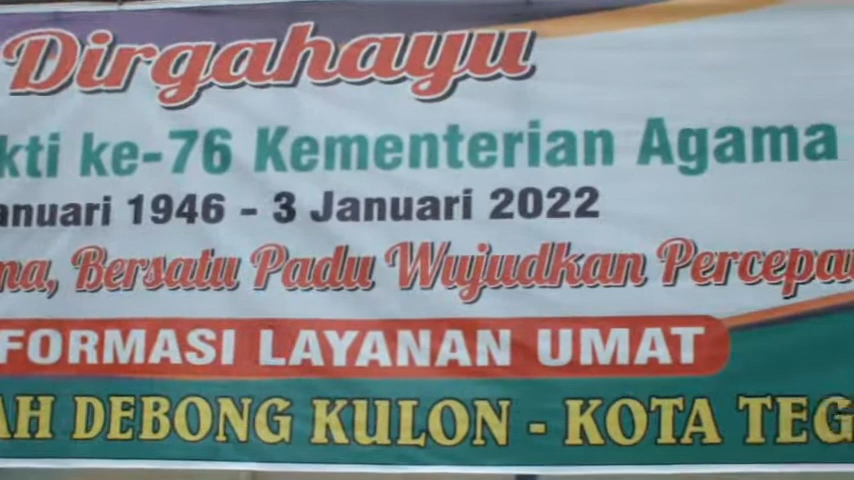 Dirgahayu
kti ke-76 Kementerian Agama
anuari 1946 - 3 Januari 2022
ma, Bersatu Padu Wujudkan Percepa
FORMASI LAYANAN UMAT
AH DEBONG KULON - KOTA TEG